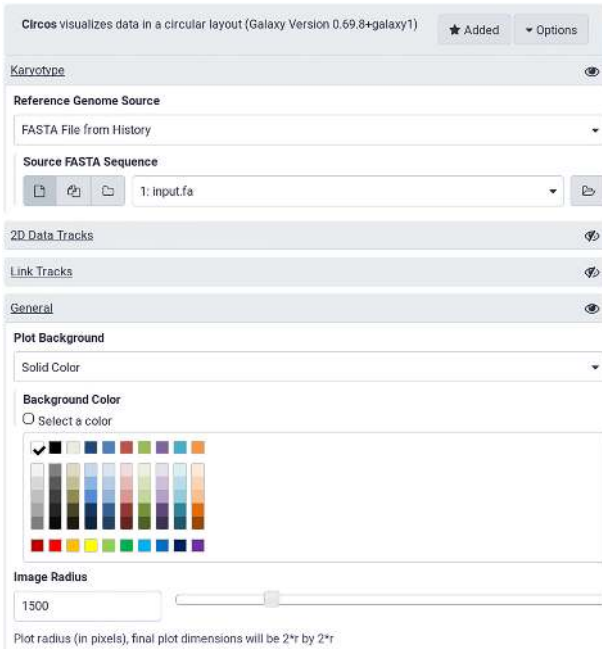 Circos visualizes data in a circular layout (Galaxy Version 0.69.8+galaxy1)
Added
Options
Karyotype
Reference Genome Source
FASTA File from History
Source FASTA Sequence
1: input.fa
2D Data Tracks
Link Tracks
General
Plot Background
Solid Color
Background Color
Select a color
Image Radius
1500
Plot radius (in pixels), final plot dimensions will be 2*r by 2*r